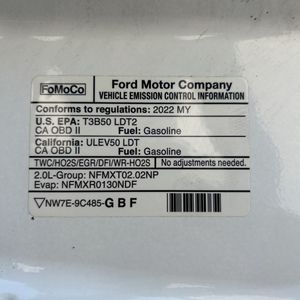 FoMoCo
Ford Motor Company
VEHICLE EMISSION CONTROL INFORMATION
Conforms to regulations: 2022 MY
U.S. EPA: T3B50 LDT2
CA OBD II Fuel: Gasoline
California: ULEV50 LDT
CA OBD II Fuel: Gasoline
TWC/HO2S/EGR/DFI/WR-HO2S No adjustments needed.
2.0L-Group: NFMXT02.02NP
Evap: NFMXR0130NDF
NW7E-9C485-G B F